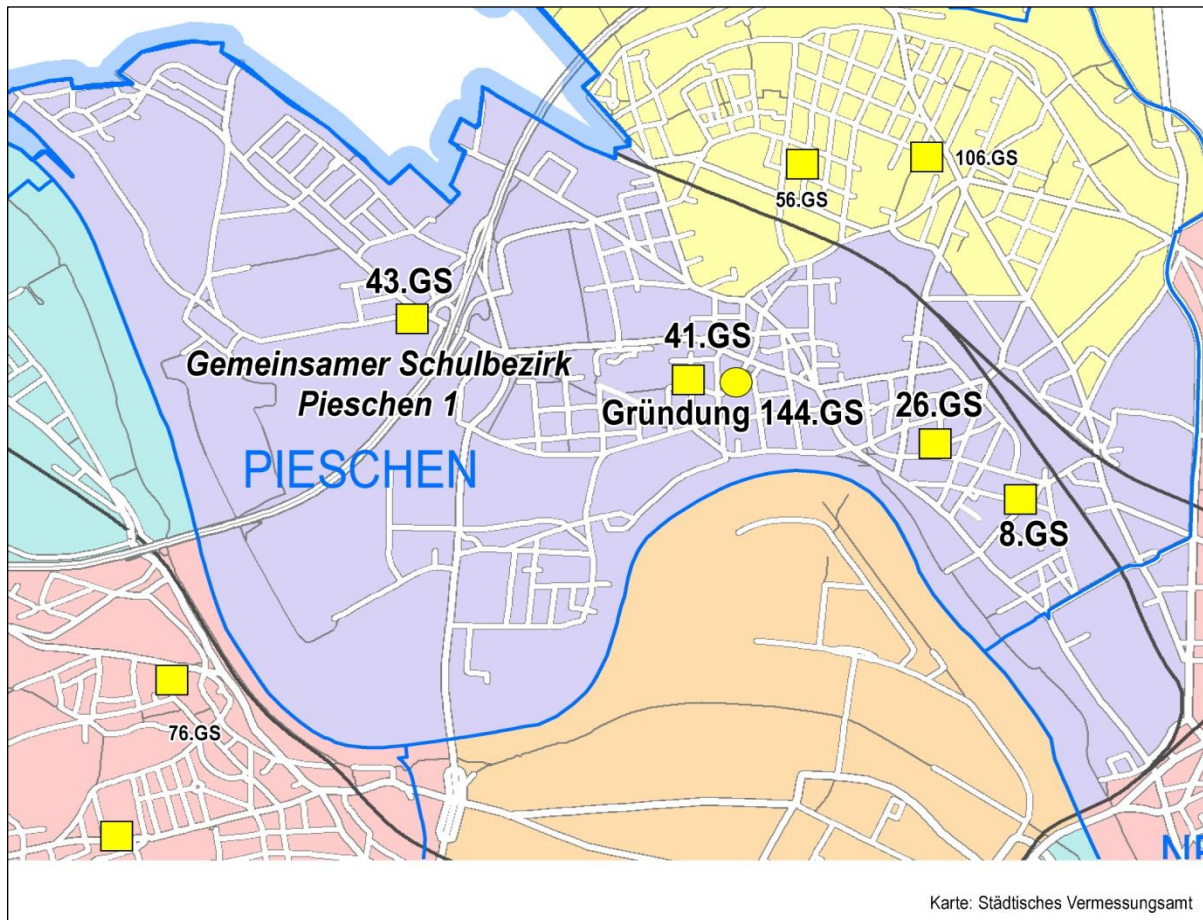 106.GS
56.GS
43.GS
Gemeinsamer Schulbezirk
Pieschen 1
41.GS
Gründung 144.GS
26.GS
PIESCHEN
8.GS
76.GS
Karte: Städtisches Vermessungsamt